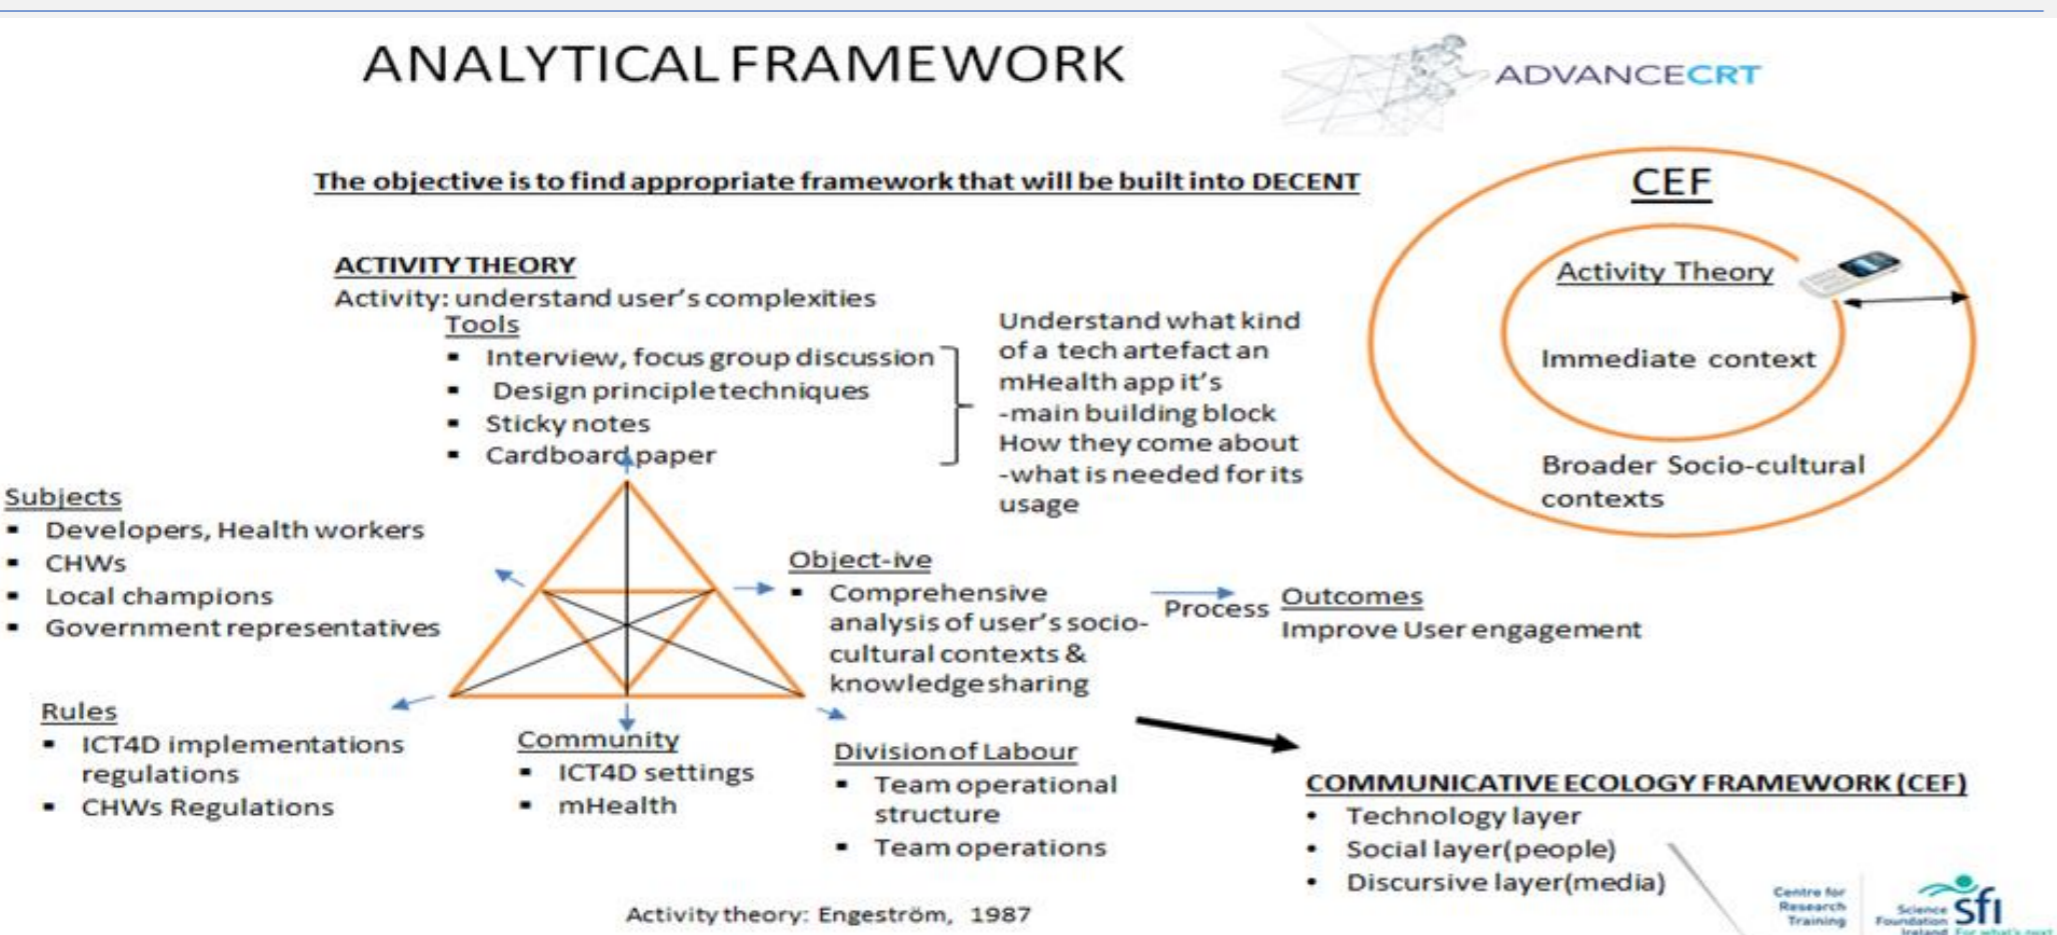 ANALYTICAL FRAMEWORK
ADVANCECRT
The objective is to find appropriate framework that will be built into DECENT
CEF
Activity Theory
Immediate context
Broader Socio-cultural
contexts
ACTIVITY THEORY
Activity: understand user's complexities
Tools
▪ Interview, focus group discussion
▪ Design principle techniques
▪ Sticky notes
▪ Cardboard paper
Understand what kind
of a tech artefact an
mHealth app it's
-main building block
How they come about
-what is needed for its
usage
Subjects
▪ Developers, Health workers
▪ CHWs
▪ Local champions
▪ Government representatives
Object-ive
▪ Comprehensive
analysis of user's socio-
cultural contexts &
knowledge sharing
Process
Outcomes
Improve User engagement
Rules
▪ ICT4D implementations
regulations
▪ CHWs Regulations
Community
▪ ICT4D settings
▪ mHealth
Division of Labour
▪ Team operational
structure
▪ Team operations
COMMUNICATIVE ECOLOGY FRAMEWORK (CEF)
• Technology layer
• Social layer(people)
• Discursive layer(media)
Activity theory: Engeström, 1987
Centre for
Research
Training
Science
Foundation
Ireland
sfi
For what's next